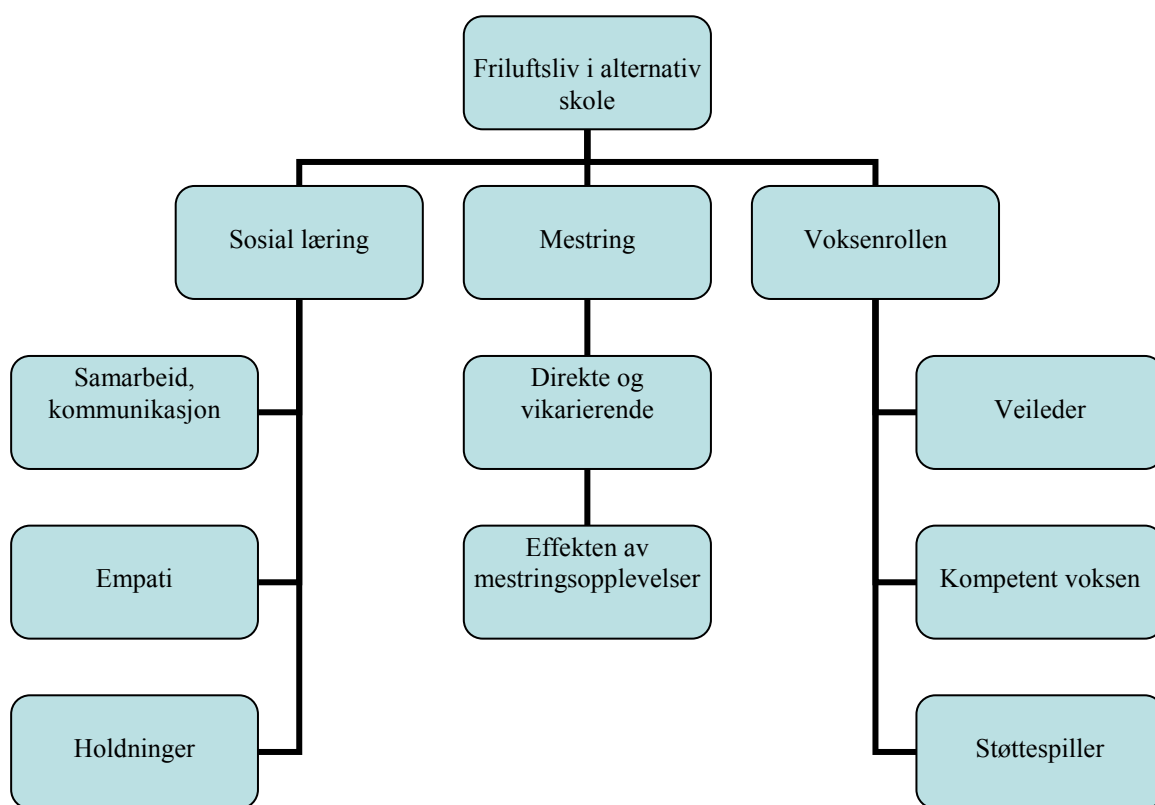 Friluftsliv i alternativ
skole
Sosial læring
Mestring
Voksenrollen
Samarbeid,
kommunikasjon
Direkte og
vikarierende
Veileder
Empati
Effekten av
mestringsopplevelser
Kompetent voksen
Holdninger
Støttespiller